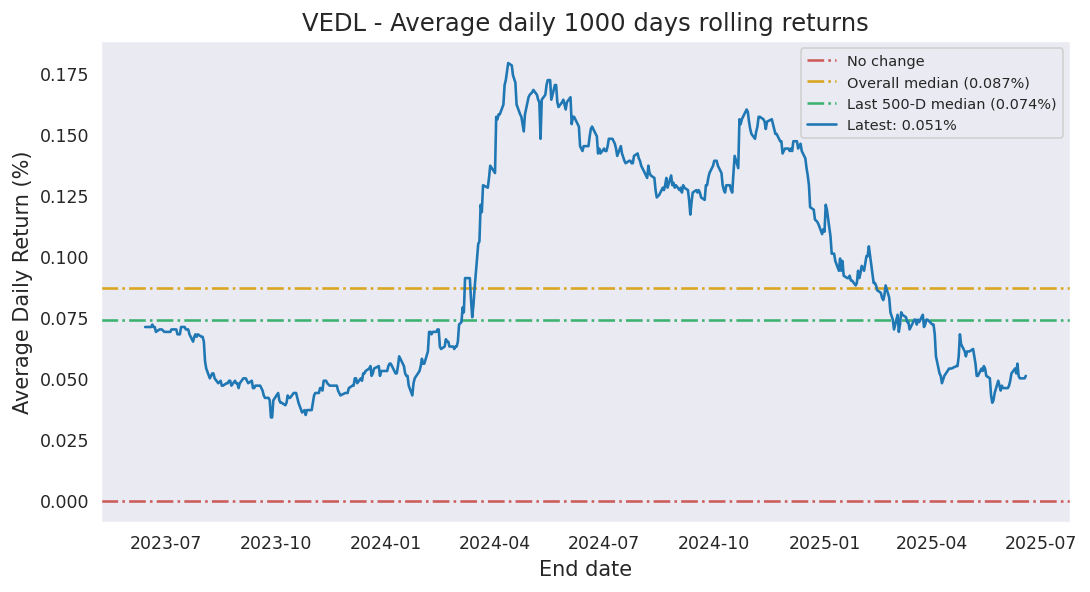 VEDL - Average daily 1000 days rolling returns
No change
Overall median (0.087%)
Last 500-D median (0.074%)
Latest: 0.051%
Average Daily Return (%)
0.175
0.150
0.125
0.100
0.075
0.050
0.025
0.000
2023-07 2023-10 2024-01 2024-04 2024-07 2024-10 2025-01 2025-04 2025-07
End date